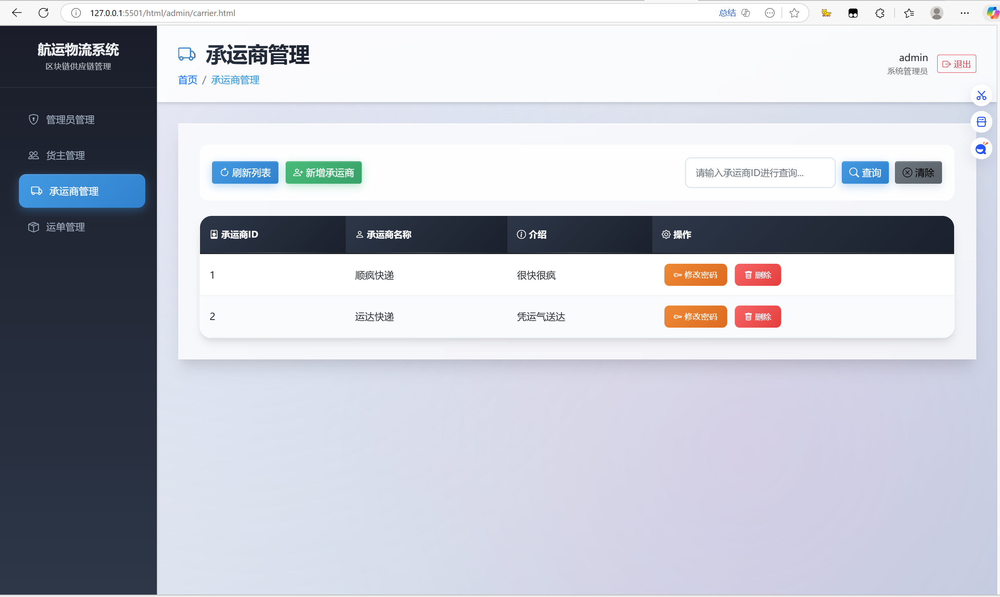 127.0.0.1:5501/html/admin/carrier.html
总结
航运物流系统
区块链供应链管理
管理员管理
货主管理
承运商管理
运单管理
承运商管理
首页 / 承运商管理
admin
系统管理员
退出
刷新列表 新增承运商
请输入承运商ID进行查询... 查询 清除
承运商ID 承运商名称 介绍 操作
1 顺疯快递 很快很疯 修改密码 删除
2 运达快递 凭运气送达 修改密码 删除